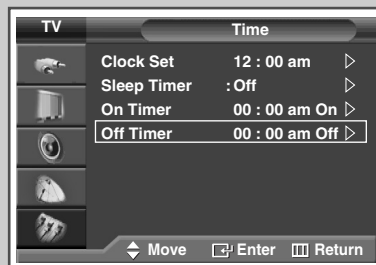 TV Time
Clock Set 12 : 00 am
Sleep Timer : Off
On Timer 00 : 00 am On
Off Timer 00 : 00 am Off
Move Enter Return